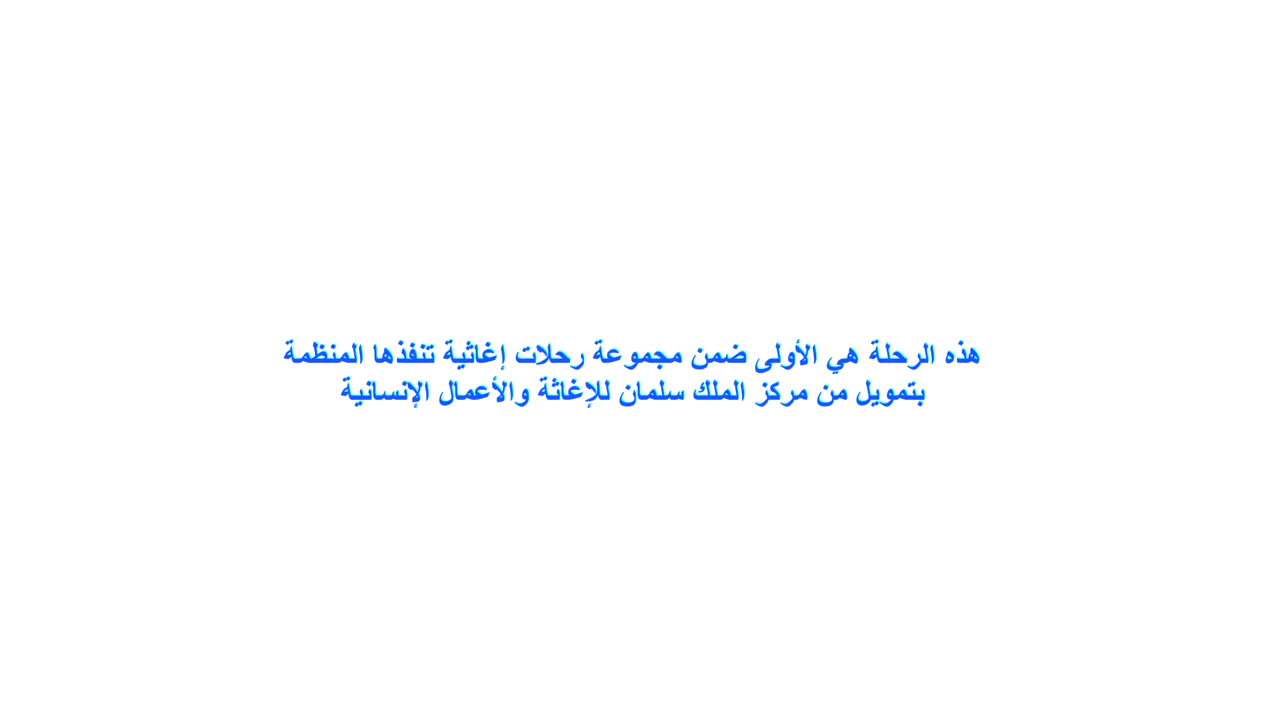 هذه الرحلة هي الأولى ضمن مجموعة رحلات إغاثية تنفذها المنظمة
بتمويل من مركز الملك سلمان للإغاثة والأعمال الإنسانية